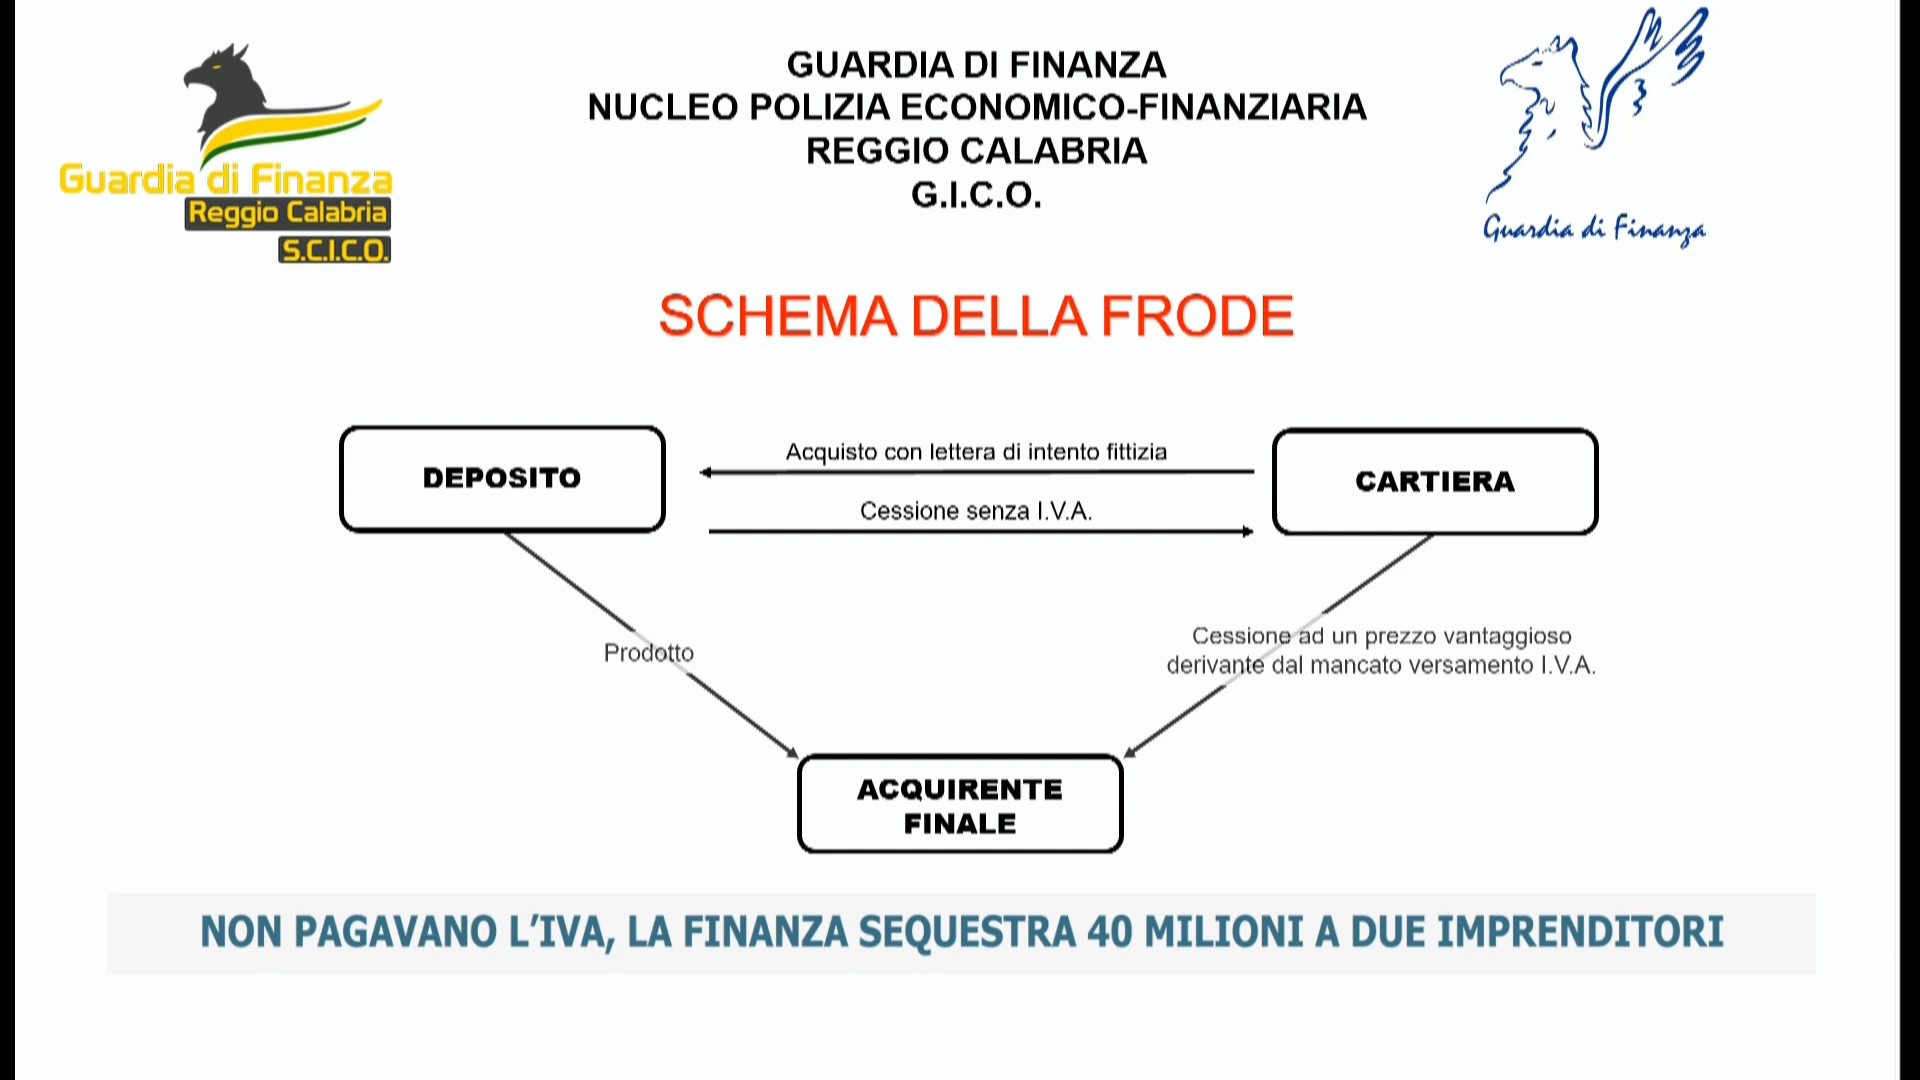 GUARDIA DI FINANZA
NUCLEO POLIZIA ECONOMICO-FINANZIARIA
REGGIO CALABRIA
G.I.C.O.
Guardia di Finanza
Reggio Calabria
S.C.I.C.O.
Guardia di Finanza
SCHEMA DELLA FRODE
DEPOSITO
Acquisto con lettera di intento fittizia
Cessione senza I.V.A.
CARTIERA
Prodotto
Cessione ad un prezzo vantaggioso
derivante dal mancato versamento I.V.A.
ACQUIRENTE
FINALE
NON PAGAVANO L’IVA, LA FINANZA SEQUESTRA 40 MILIONI A DUE IMPRENDITORI